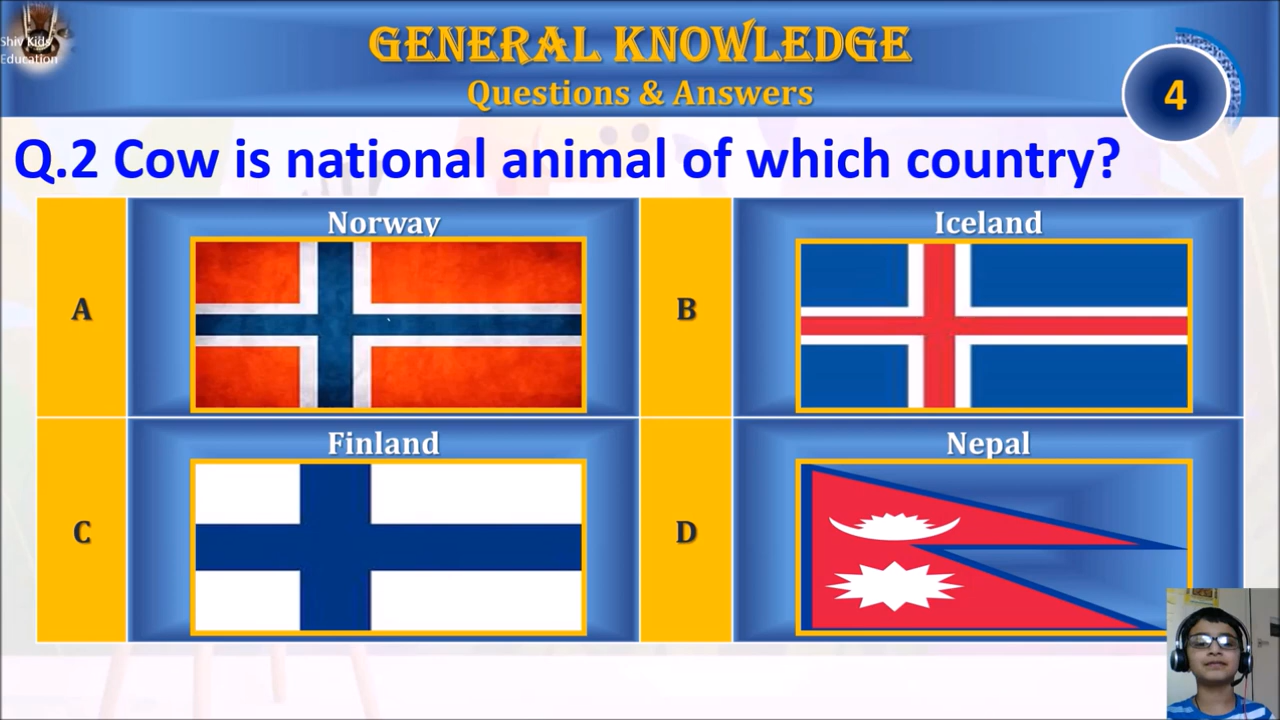 Shiv Kids
Education
GENERAL KNOWLEDGE
Questions & Answers
4
Q.2 Cow is national animal of which country?
A
Norway
B
Iceland
C
Finland
D
Nepal